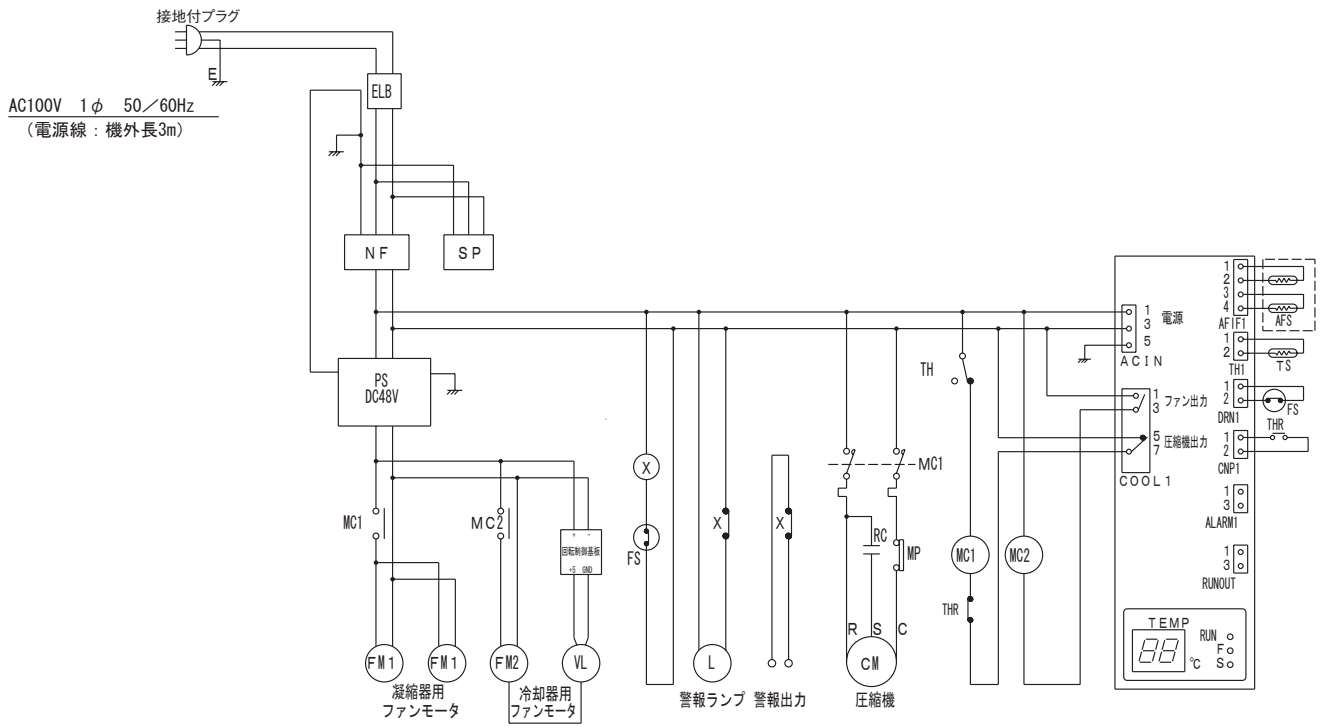 接地付プラグ
E
AC100V 1φ 50／60Hz
（電源線：機外長3m）
ELB
NF
SP
PS
DC48V
MC1
MC2
+ -
回転制御基板
+5 GND
FM1
FM1
FM2
VL
凝縮器用
ファンモータ
冷却器用
ファンモータ
X
FS
X
L
警報ランプ
X
警報出力
MC1
RC
MP
R S C
CM
圧縮機
TH
MC1
THR
MC2
1
3
5
電源
ACIN
1
3
ファン出力
5
7
圧縮機出力
COOL1
1
2
3
4
AFIF1
AFS
1
2
TH1
TS
1
2
DRN1
FS
THR
1
2
CNP1
1
3
ALARM1
1
3
RUNOUT
TEMP
88
℃
RUN
F
S